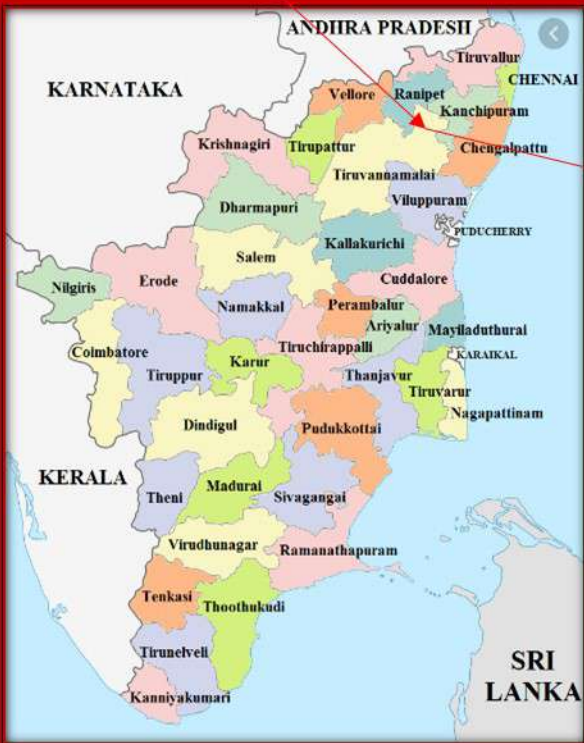 ANDHRA PRADESH
Tiruvallur
KARNATAKA
CHENNAI
Vellore
Ranipet
Kanchipuram
Krishnagiri
Tirupattur
Chengalpattu
Tiruvannamalai
Viluppuram
Dharmapuri
PUDUCHERRY
Kallakurichi
Salem
Cuddalore
Erode
Nilgiris
Namakkal
Perambalur
Ariyalur
Mayiladuthurai
Tiruchirappalli
Coimbatore
Karur
KARAIKAL
Tiruppur
Thanjavur
Tiruvarur
Nagapattinam
Dindigul
Pudukkottai
KERALA
Madurai
Theni
Sivagangai
Virudhunagar
Ramanathapuram
Tenkasi
Thoothukudi
Tirunelveli
SRI
LANKA
Kanniyakumari